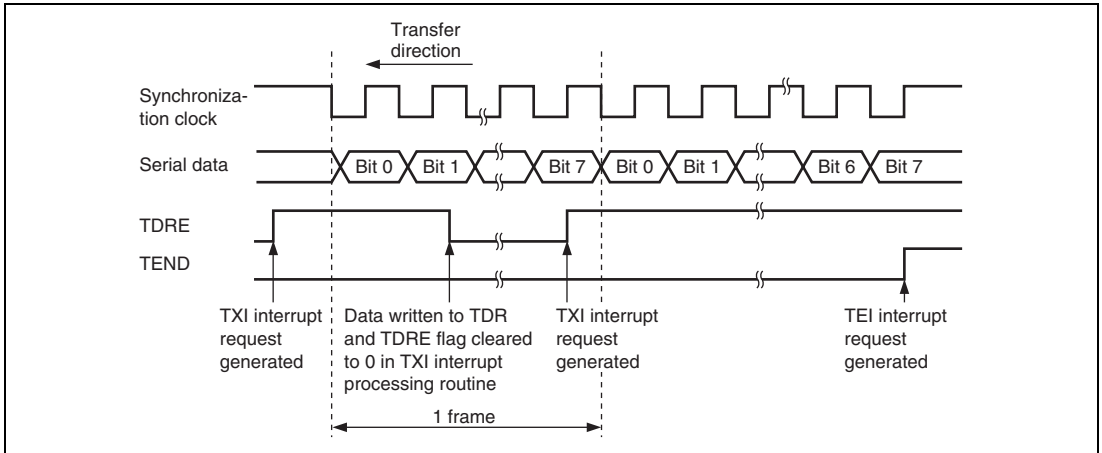 Transfer
direction
Synchroniza-
tion clock
Serial data
Bit 0
Bit 1
Bit 7
Bit 0
Bit 1
Bit 6
Bit 7
TDRE
TEND
TXI interrupt
request
generated
Data written to TDR
and TDRE flag cleared
to 0 in TXI interrupt
processing routine
TXI interrupt
request
generated
TEI interrupt
request
generated
1 frame